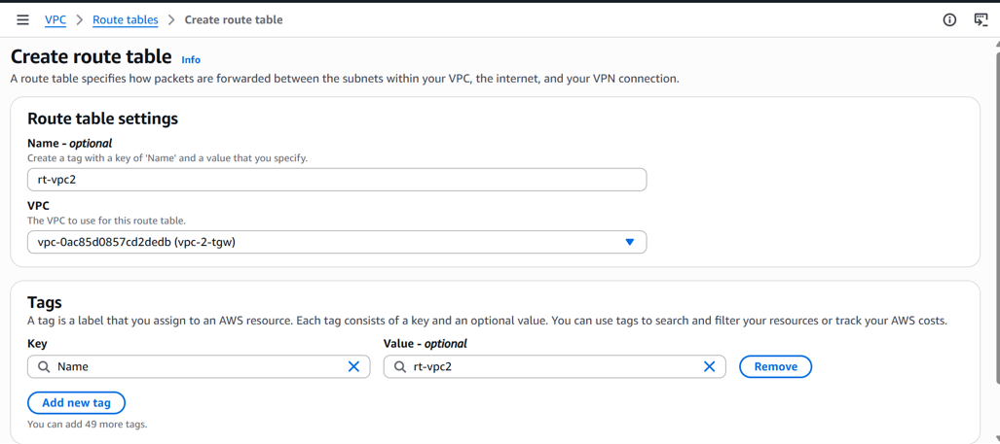 VPC > Route tables > Create route table
Create route table Info
A route table specifies how packets are forwarded between the subnets within your VPC, the internet, and your VPN connection.
Route table settings
Name - optional
Create a tag with a key of 'Name' and a value that you specify.
rt-vpc2
VPC
The VPC to use for this route table.
vpc-0ac85d0857cd2dedb (vpc-2-tgw)
Tags
A tag is a label that you assign to an AWS resource. Each tag consists of a key and an optional value. You can use tags to search and filter your resources or track your AWS costs.
Key Value - optional
Name rt-vpc2 Remove
Add new tag
You can add 49 more tags.